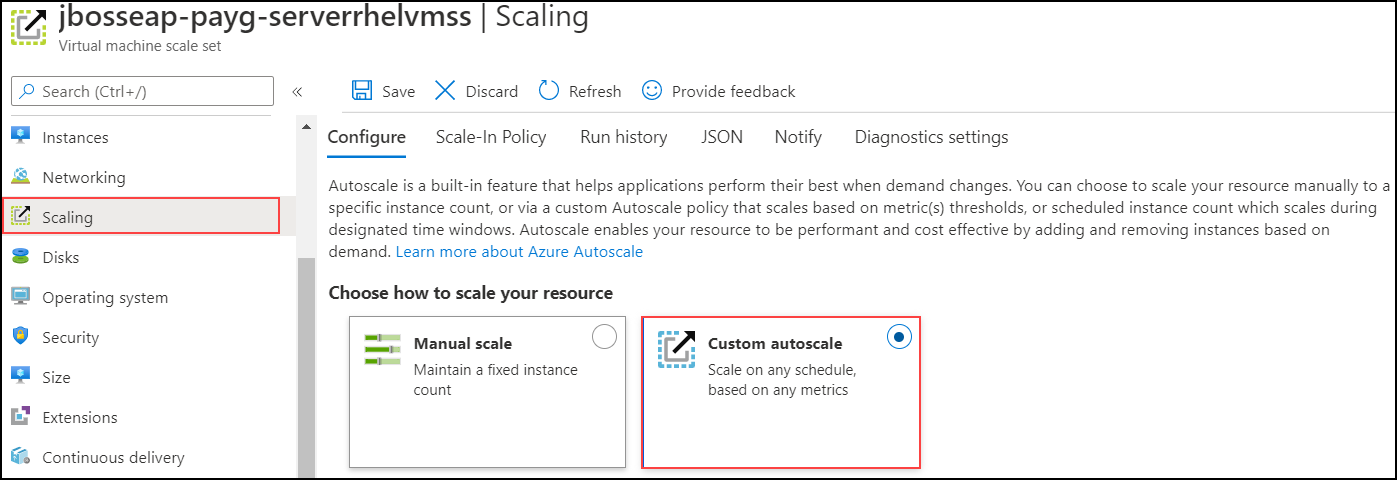 jbosseap-payg-serverrhelvmss | Scaling
Virtual machine scale set
Search (Ctrl+/)
«
Save
Discard
Refresh
Provide feedback
Instances
Networking
Scaling
Disks
Operating system
Security
Size
Extensions
Continuous delivery
Configure
Scale-In Policy
Run history
JSON
Notify
Diagnostics settings
Autoscale is a built-in feature that helps applications perform their best when demand changes. You can choose to scale your resource manually to a
specific instance count, or via a custom Autoscale policy that scales based on metric(s) thresholds, or scheduled instance count which scales during
designated time windows. Autoscale enables your resource to be performant and cost effective by adding and removing instances based on
demand. Learn more about Azure Autoscale
Choose how to scale your resource
Manual scale
Maintain a fixed instance
count
Custom autoscale
Scale on any schedule,
based on any metrics